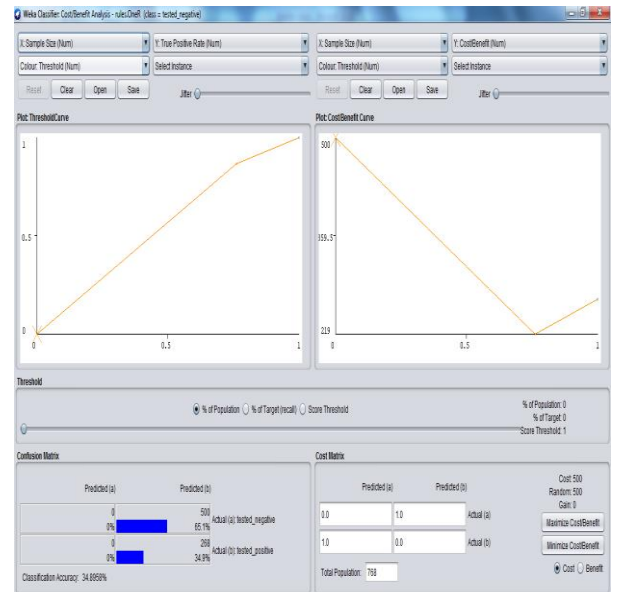 Weka Classifier: Cost/Benefit Analysis - rules.OneR (class = tested_negative)
X: Sample Size (Num) Y: True Positive Rate (Num) X: Sample Size (Num) Y: Cost/Benefit (Num)
Colour: Threshold (Num) Select Instance Colour: Threshold (Num) Select Instance
Reset Clear Open Save Jitter Reset Clear Open Save Jitter
Plot: ThresholdCurve Plot: Cost/Benefit Curve
1 500
0.5 359.5
0 219
0 0.5 1 0 0.5 1
Threshold
% of Population % of Target (recall) Score Threshold
% of Population: 0
% of Target: 0
Score Threshold: 1
Confusion Matrix Cost Matrix
Predicted (a) Predicted (b) Predicted (a) Predicted (b)
0 500 Actual (a): tested_negative
0% 65.1%
0 268 Actual (b): tested_positive
0% 34.9%
Classification Accuracy: 34.8958%
0.0 1.0 Actual (a)
1.0 0.0 Actual (b)
Total Population: 768
Cost: 500
Random: 500
Gain: 0
Maximize Cost/Benefit
Minimize Cost/Benefit
Cost Benefit